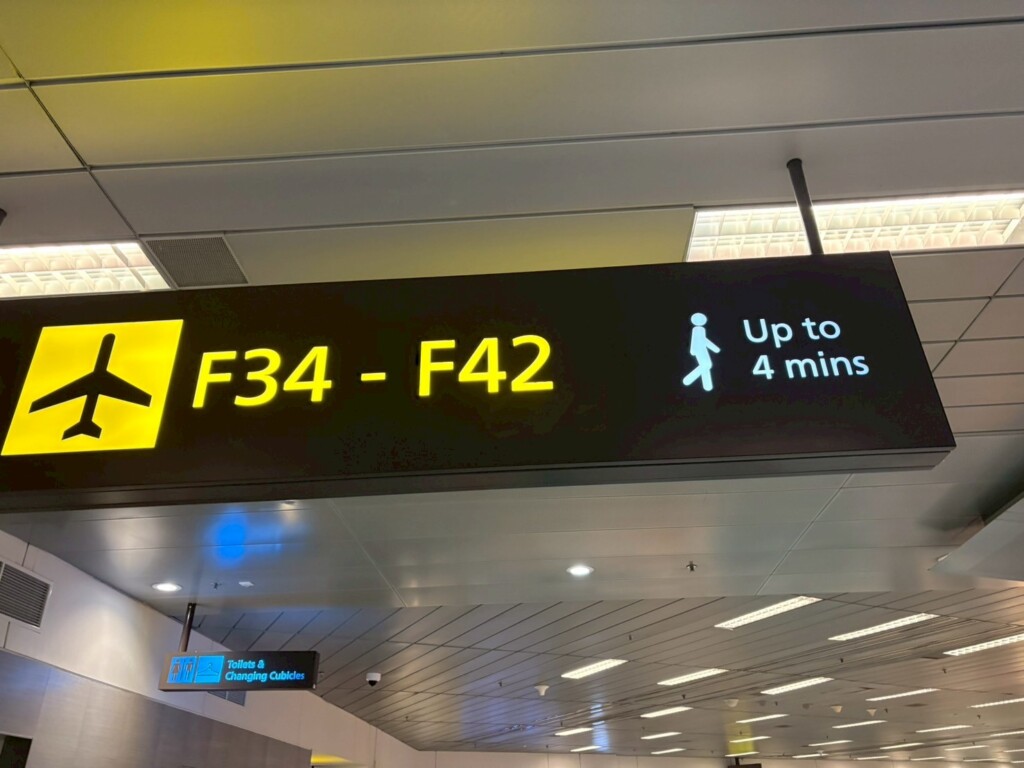 F34 - F42
Up to
4 mins
Toilets &
Changing Cubicles